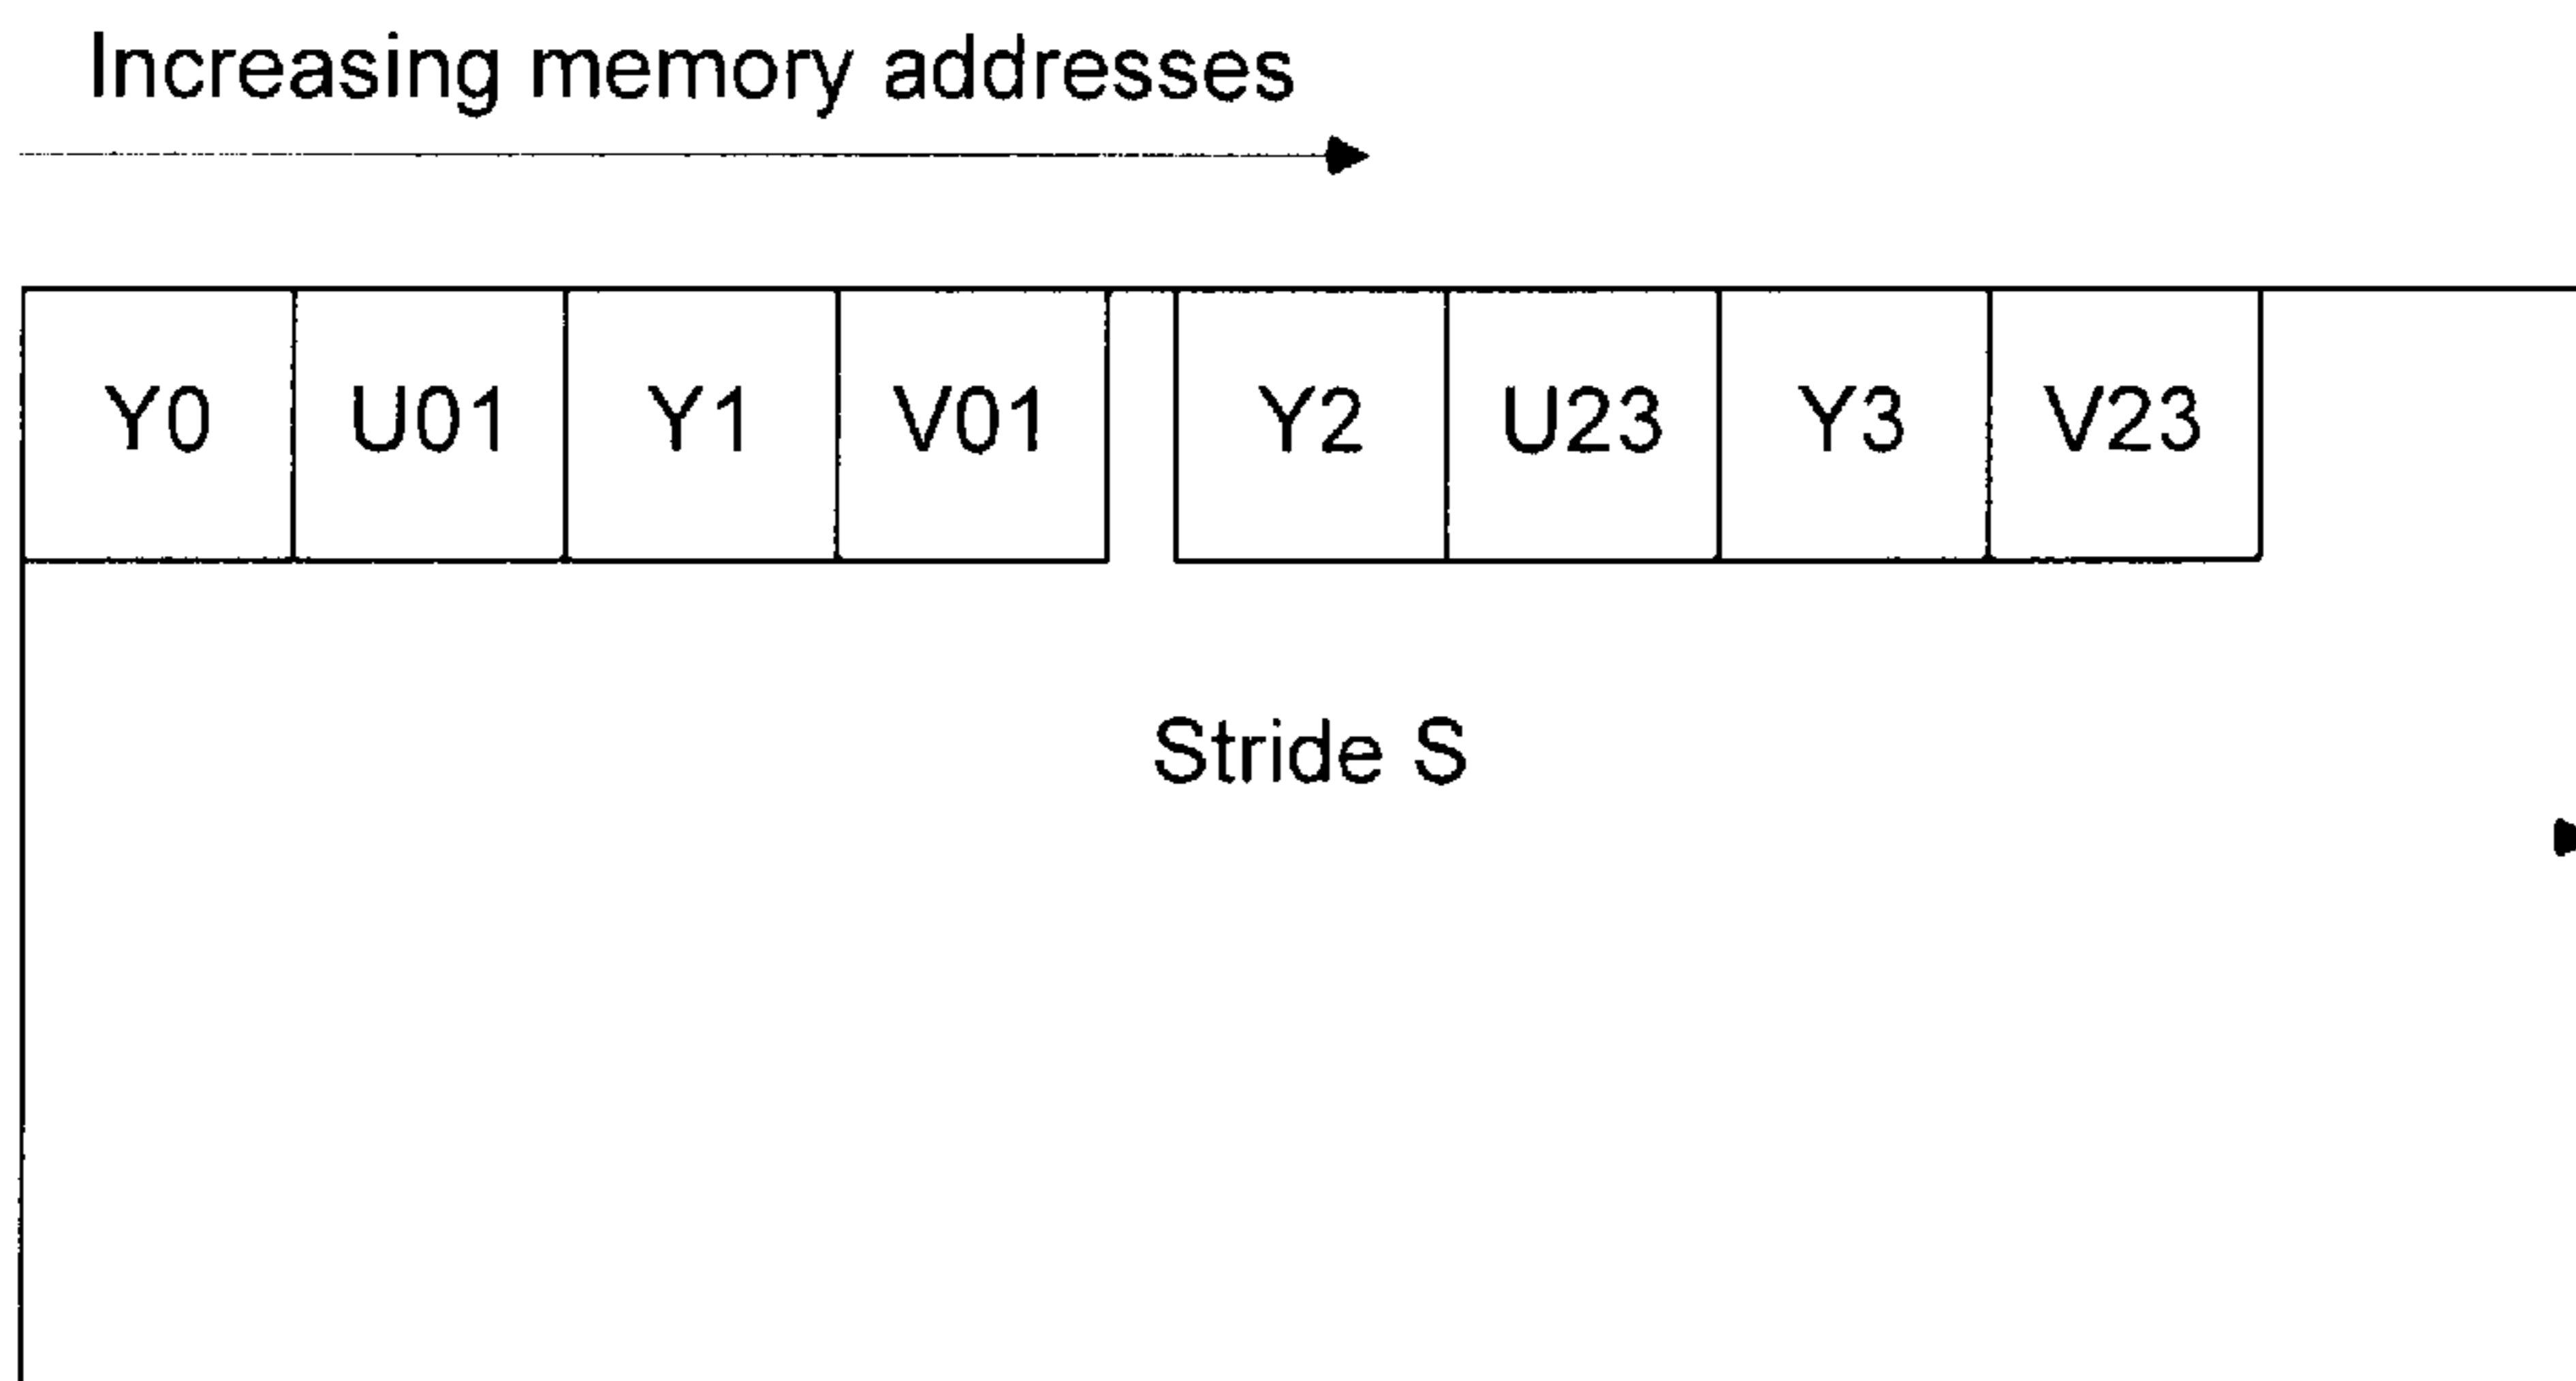 Increasing memory addresses
Y0 U01 Y1 V01 Y2 U23 Y3 V23
Stride S